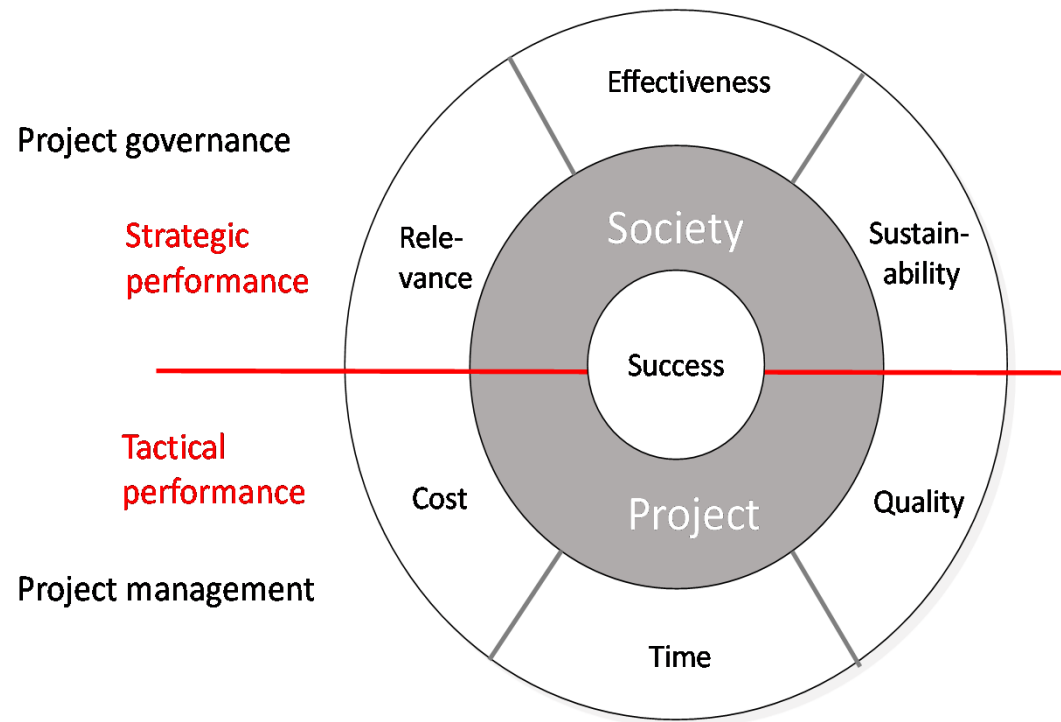 Effectiveness
Project governance
Strategic
performance
Rele-
vance
Society
Sustain-
ability
Success
Tactical
performance
Cost
Project
Quality
Project management
Time